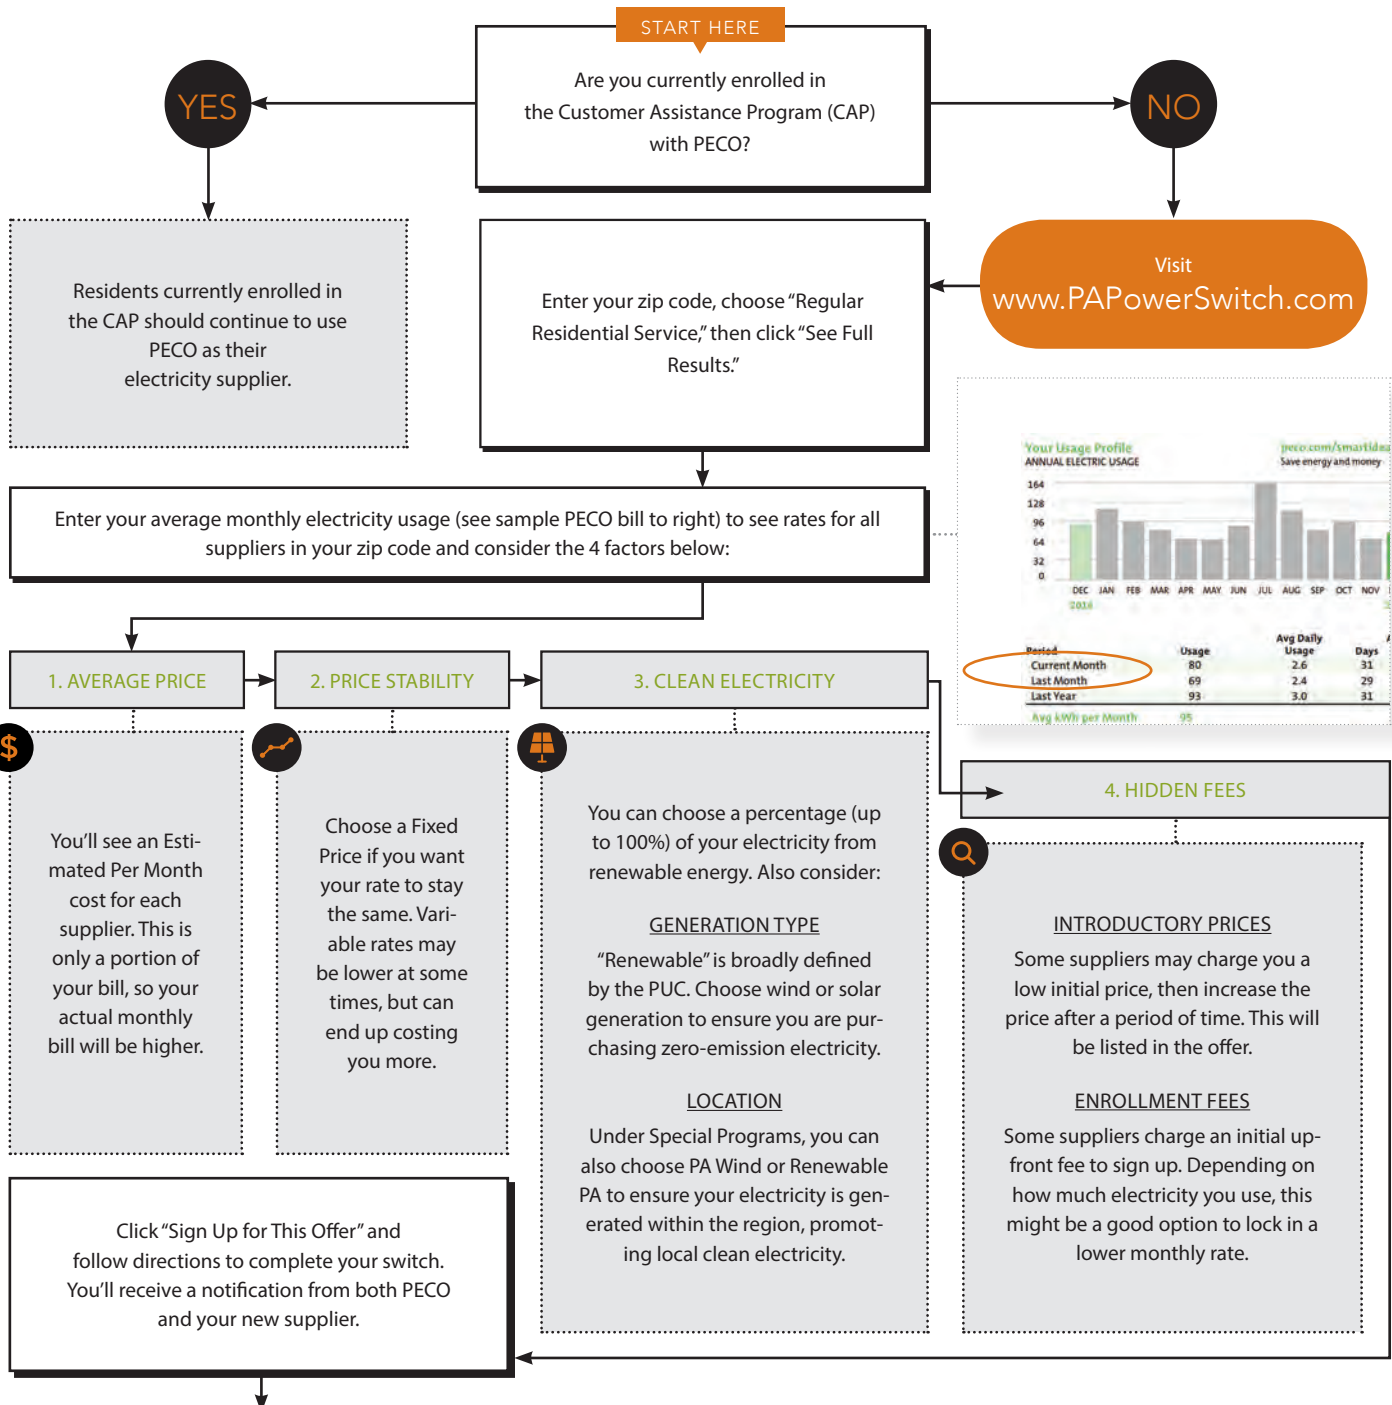 START HERE
Are you currently enrolled in
the Customer Assistance Program (CAP)
with PECO?
YES
NO
Residents currently enrolled in
the CAP should continue to use
PECO as their
electricity supplier.
Visit
www.PAPowerSwitch.com
Enter your zip code, choose “Regular
Residential Service,” then click “See Full
Results.”
Enter your average monthly electricity usage (see sample PECO bill to right) to see rates for all
suppliers in your zip code and consider the 4 factors below:
Your Usage Profile
ANNUAL ELECTRIC USAGE
peco.com/smartidea
Save energy and money
164
128
96
64
32
0
DEC JAN FEB MAR APR MAY JUN JUL AUG SEP OCT NOV
Avg Daily
Period Usage Usage Days
Current Month 80 2.6 31
Last Month 69 2.4 29
Last Year 93 3.0 31
Avg kWh per Month 95
1. AVERAGE PRICE
$
You’ll see an Esti-
mated Per Month
cost for each
supplier. This is
only a portion of
your bill, so your
actual monthly
bill will be higher.
2. PRICE STABILITY
Choose a Fixed
Price if you want
your rate to stay
the same. Vari-
able rates may
be lower at some
times, but can
end up costing
you more.
3. CLEAN ELECTRICITY
You can choose a percentage (up
to 100%) of your electricity from
renewable energy. Also consider:
GENERATION TYPE
“Renewable” is broadly defined
by the PUC. Choose wind or solar
generation to ensure you are pur-
chasing zero-emission electricity.
LOCATION
Under Special Programs, you can
also choose PA Wind or Renewable
PA to ensure your electricity is gen-
erated within the region, promot-
ing local clean electricity.
4. HIDDEN FEES
INTRODUCTORY PRICES
Some suppliers may charge you a
low initial price, then increase the
price after a period of time. This will
be listed in the offer.
ENROLLMENT FEES
Some suppliers charge an initial up-
front fee to sign up. Depending on
how much electricity you use, this
might be a good option to lock in a
lower monthly rate.
Click “Sign Up for This Offer” and
follow directions to complete your switch.
You’ll receive a notification from both PECO
and your new supplier.